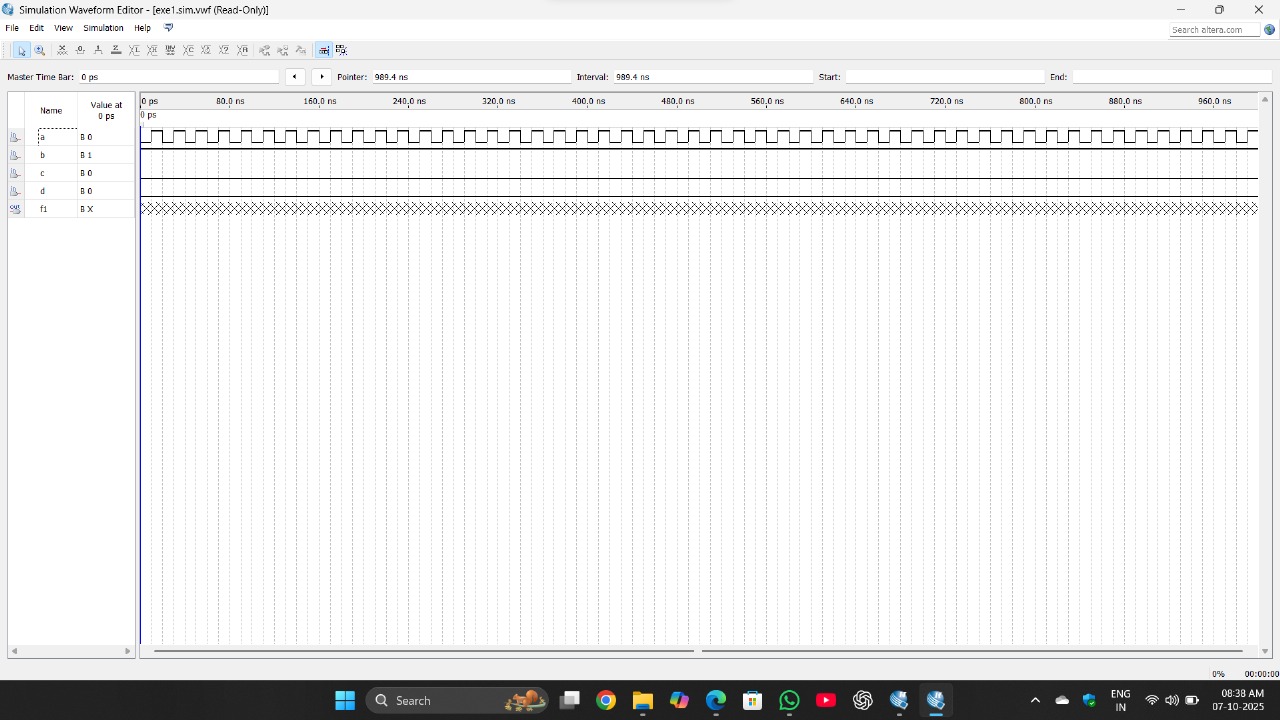 Simulation Waveform Editor - [exe1.sim.vwf (Read-Only)]
File Edit View Simulation Help
Search altera.com
Master Time Bar: 0 ps Pointer: 989.4 ns Interval: 989.4 ns Start: End:
Name Value at 0 ps
0 ps 80.0 ns 160.0 ns 240.0 ns 320.0 ns 400.0 ns 480.0 ns 560.0 ns 640.0 ns 720.0 ns 800.0 ns 880.0 ns 960.0 ns
0 ps
a B 0
b B 1
c B 0
d B 0
f1 B X
0% 00:00:00
Search
ENG
IN
08:38 AM
07-10-2025